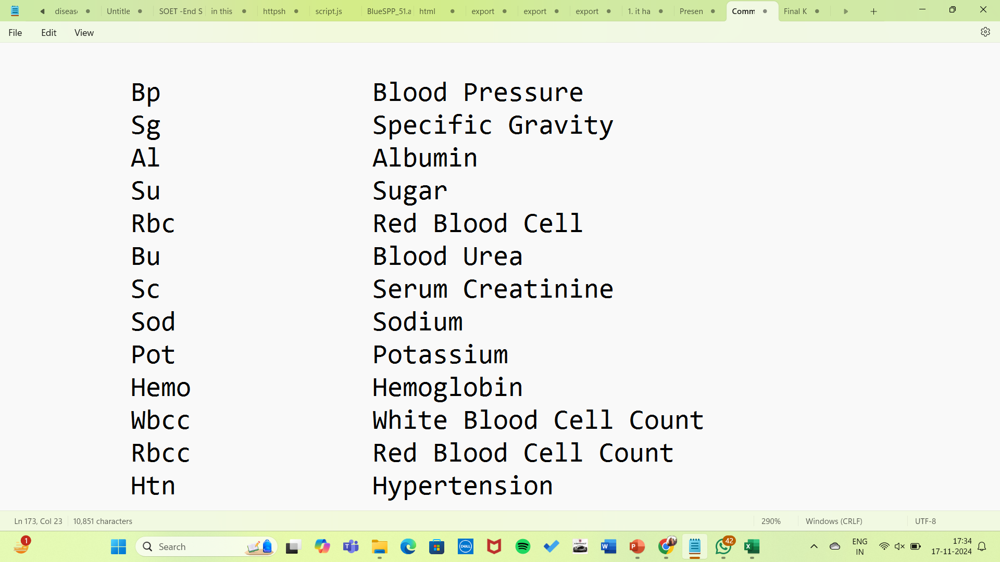 diseas Untitle SOET -End S in this httpsh script.js BlueSPP_51.a html export export export 1. it ha Presen Comm Final K
File Edit View
Bp Blood Pressure
Sg Specific Gravity
Al Albumin
Su Sugar
Rbc Red Blood Cell
Bu Blood Urea
Sc Serum Creatinine
Sod Sodium
Pot Potassium
Hemo Hemoglobin
Wbcc White Blood Cell Count
Rbcc Red Blood Cell Count
Htn Hypertension
Ln 173, Col 23 10,851 characters 290% Windows (CRLF) UTF-8
1 Search DELL 42 ENG 17:34
IN 17-11-2024